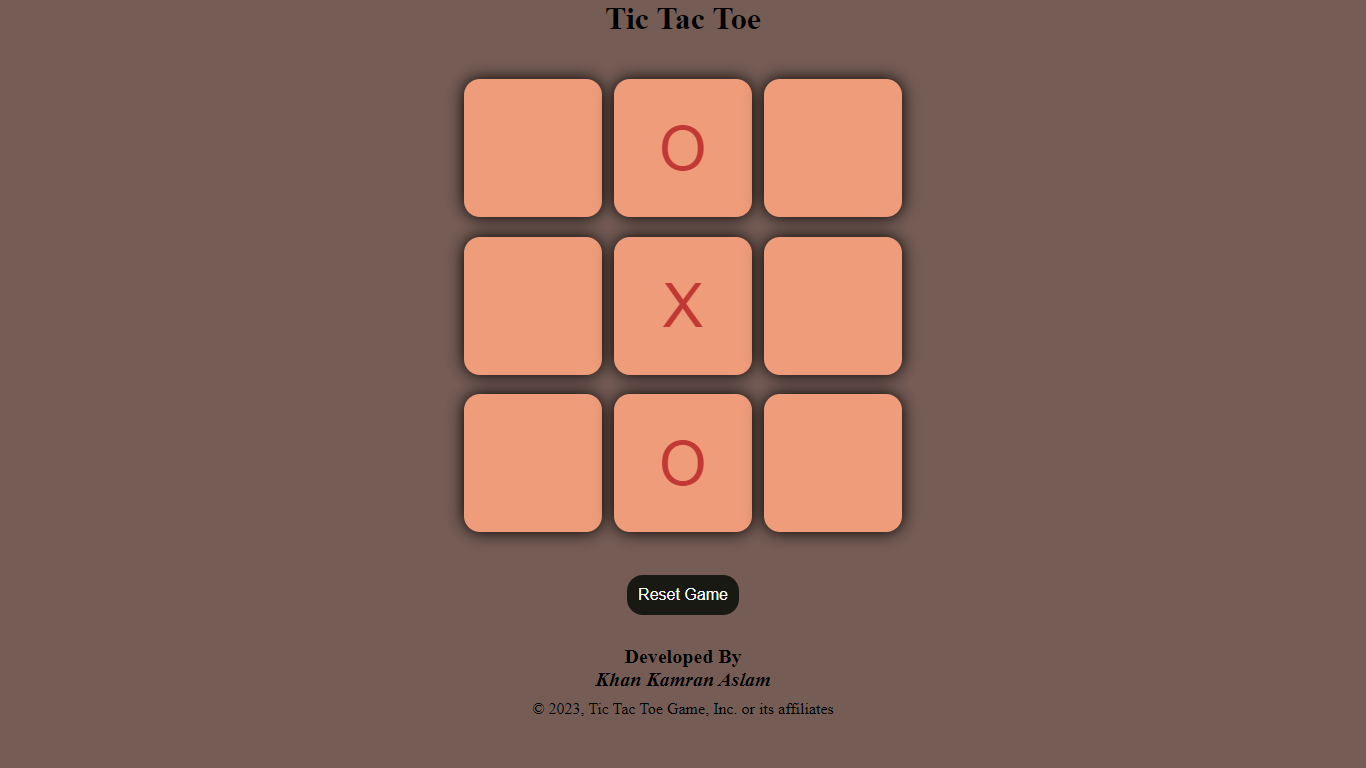 Tic Tac Toe
O
X
O
Reset Game
Developed By
Khan Kamran Aslam
© 2023, Tic Tac Toe Game, Inc. or its affiliates